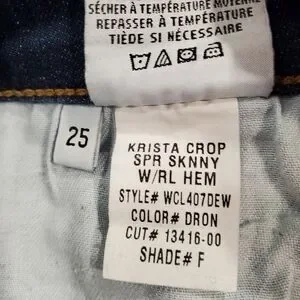 SÉCHER À TEMPÉRATURE MOYENNE
REPASSER À TEMPÉRATURE
TIÈDE SI NÉCESSAIRE
25
KRISTA CROP
SPR SKNNY
W/RL HEM
STYLE# WCL407DEW
COLOR# DRON
CUT# 13416-00
SHADE# F